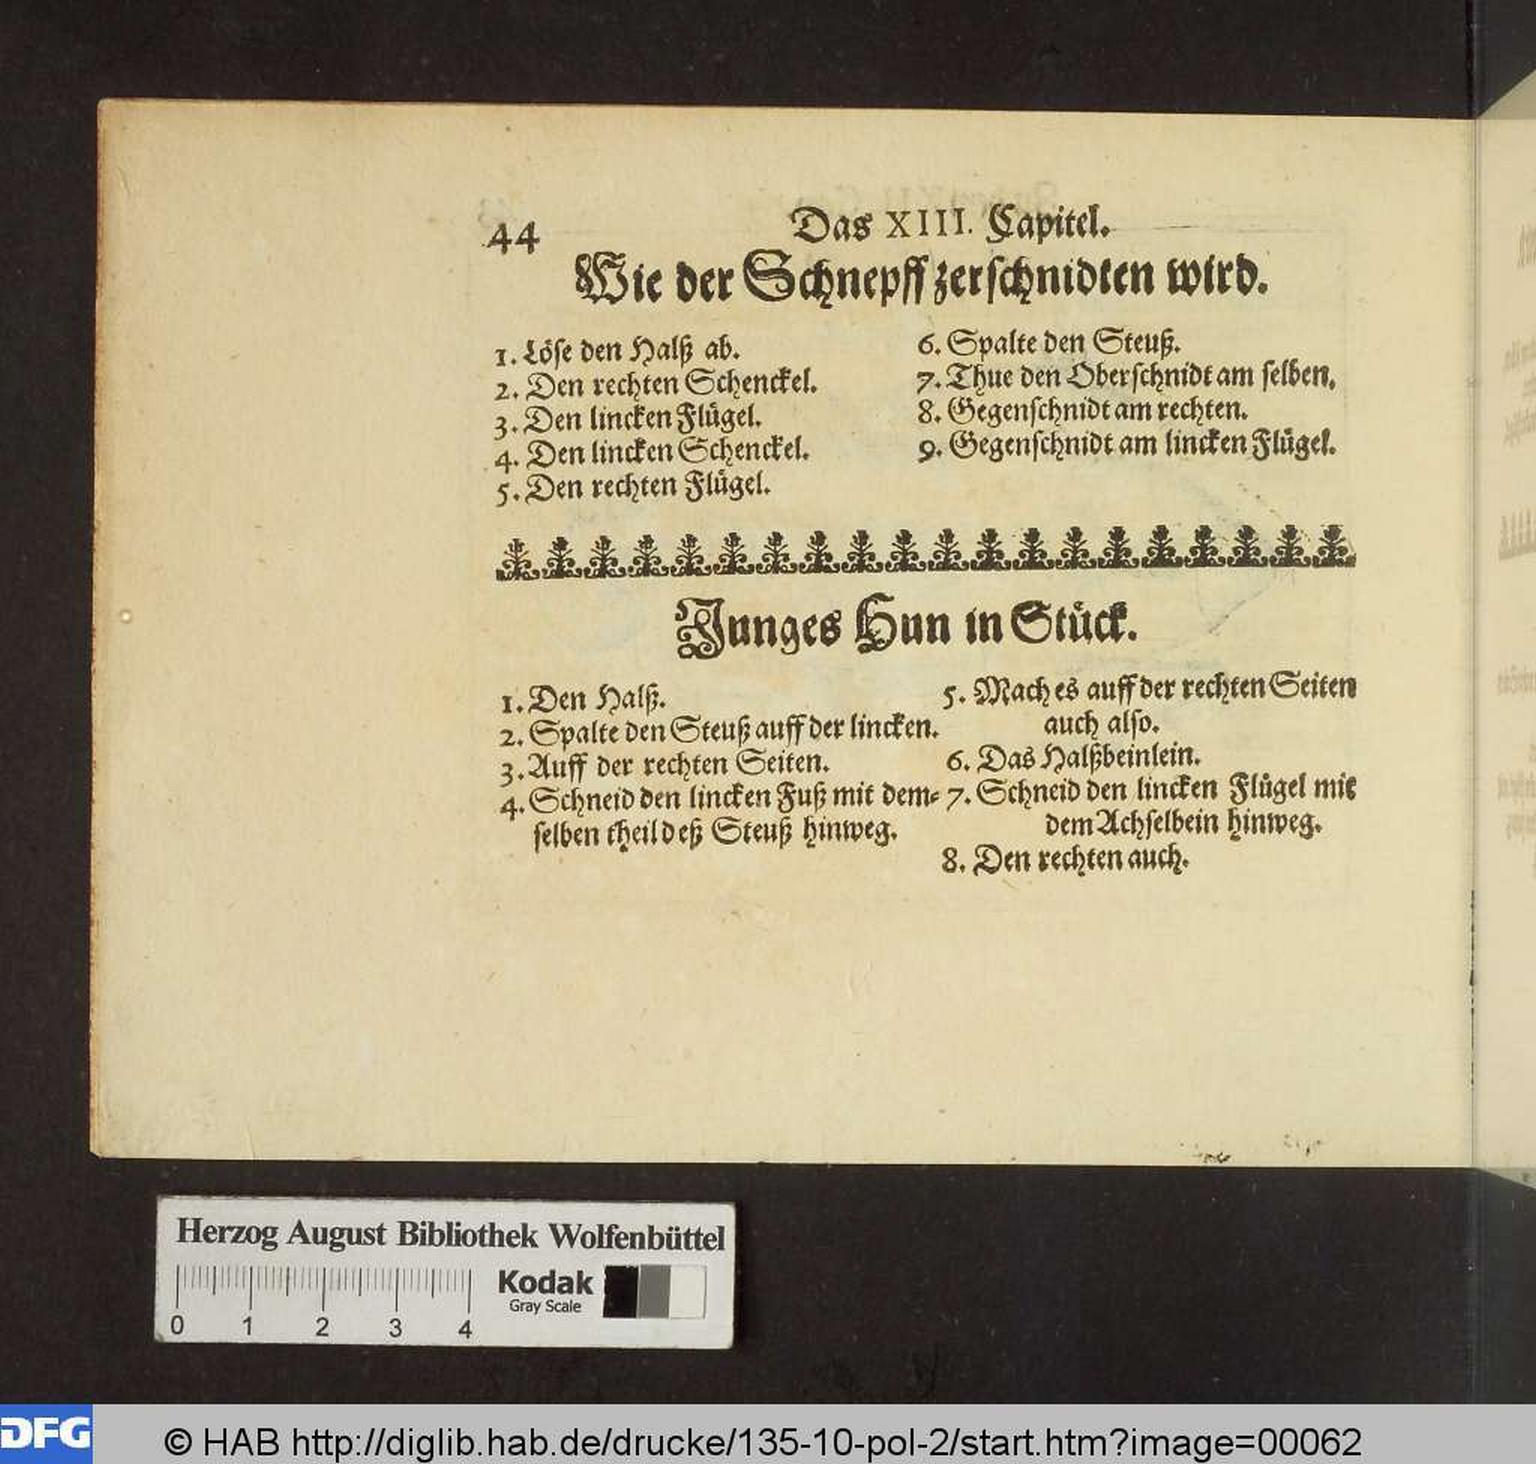 44
Das XIII. Capitel.
Wie der Schnepff zerschnidten wird.
1. Löse den Halß ab.
2. Den rechten Schenckel.
3. Den lincken Flügel.
4. Den lincken Schenckel.
5. Den rechten Flügel.
6. Spalte den Steuß.
7. Thue den Oberschnidt am selben.
8. Gegenschnidt am rechten.
9. Gegenschnidt am lincken Flügel.
Junges Hun in Stück.
1. Den Halß.
2. Spalte den Steuß auff der lincken.
3. Auff der rechten Seiten.
4. Schneid den lincken Fuß mit dem-
selben theil deß Steuß hinweg.
5. Mach es auff der rechten Seiten
auch also.
6. Das Halßbeinlein.
7. Schneid den lincken Flügel mit
dem Achselbein hinweg.
8. Den rechten auch.
Herzog August Bibliothek Wolfenbüttel
Kodak
Gray Scale
0 1 2 3 4
DFG
© HAB http://diglib.hab.de/drucke/135-10-pol-2/start.htm?image=00062